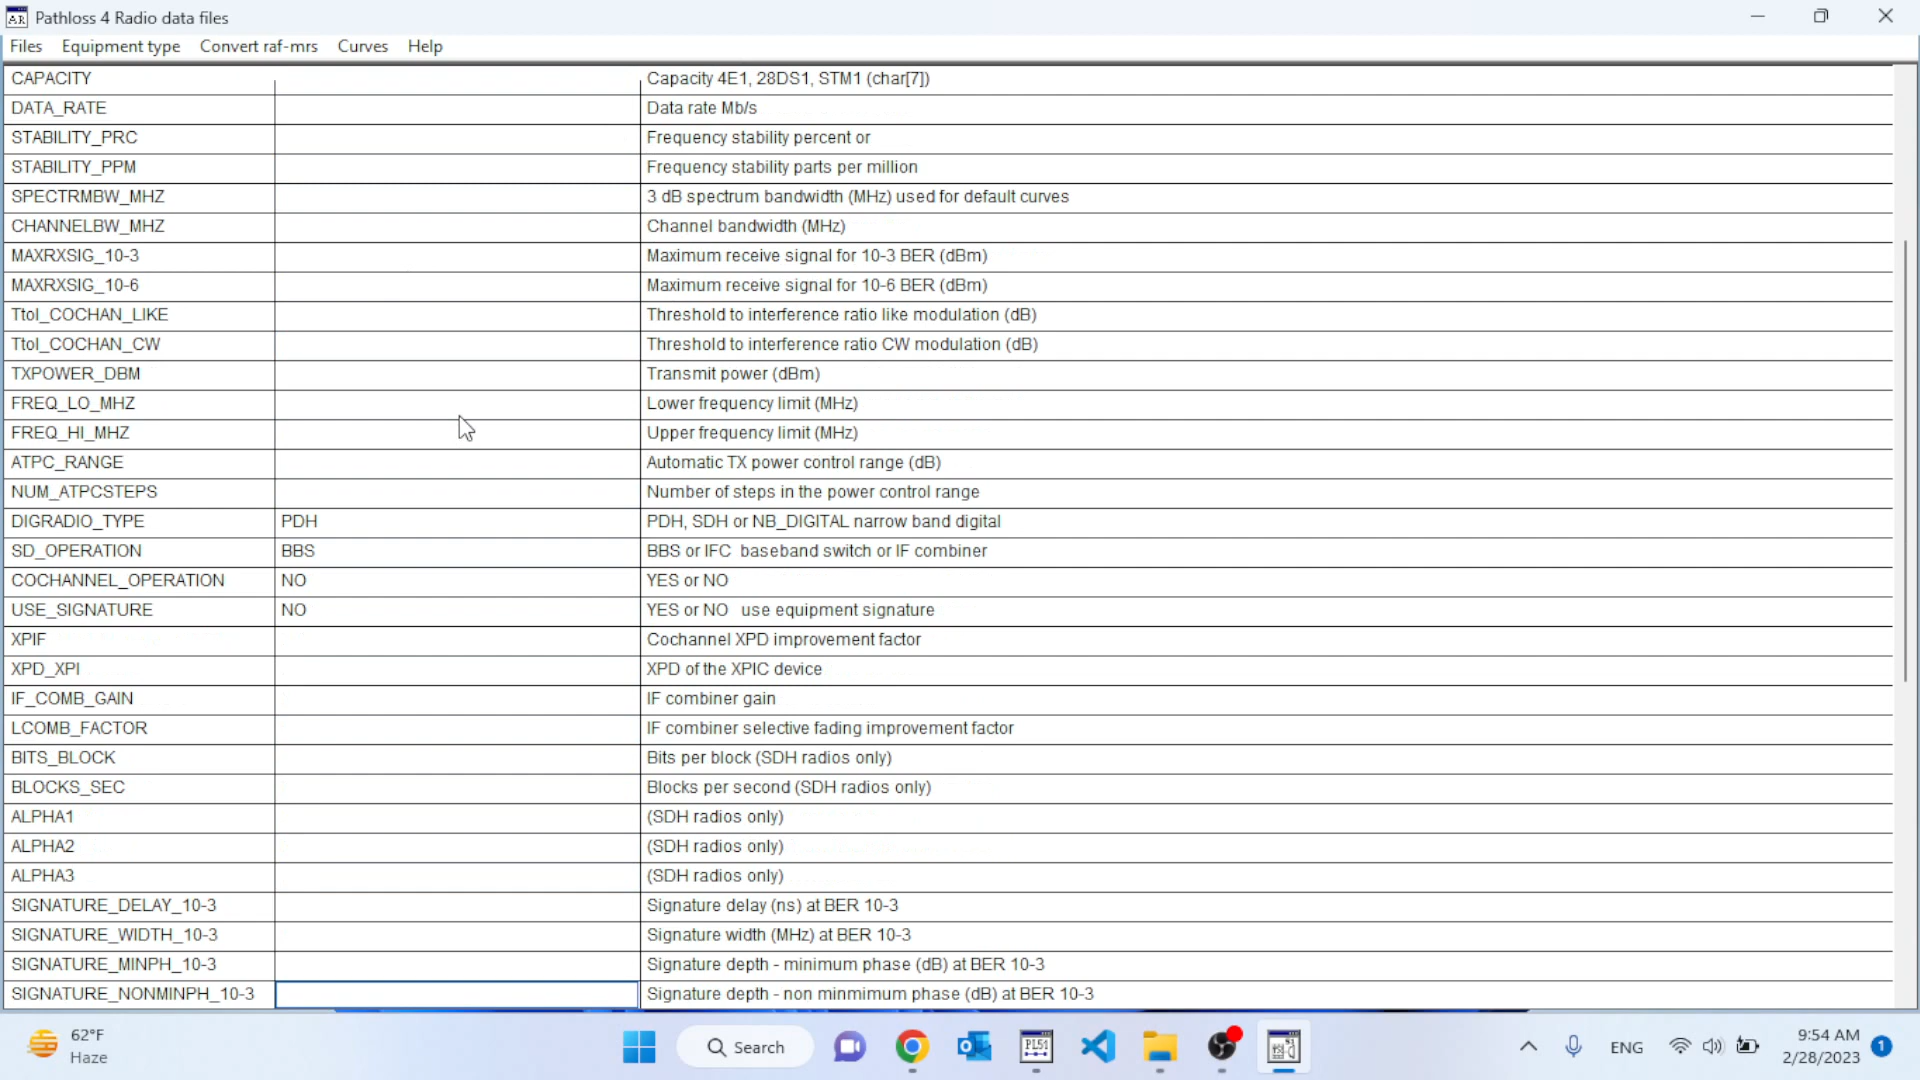 Pathloss 4 Radio data files
Files Equipment type Convert raf-mrs Curves Help
CAPACITY Capacity 4E1, 28DS1, STM1 (char[7])
DATA_RATE Data rate Mb/s
STABILITY_PRC Frequency stability percent or
STABILITY_PPM Frequency stability parts per million
SPECTRMBW_MHZ 3 dB spectrum bandwidth (MHz) used for default curves
CHANNELBW_MHZ Channel bandwidth (MHz)
MAXRXSIG_10-3 Maximum receive signal for 10-3 BER (dBm)
MAXRXSIG_10-6 Maximum receive signal for 10-6 BER (dBm)
TtoI_COCHAN_LIKE Threshold to interference ratio like modulation (dB)
TtoI_COCHAN_CW Threshold to interference ratio CW modulation (dB)
TXPOWER_DBM Transmit power (dBm)
FREQ_LO_MHZ Lower frequency limit (MHz)
FREQ_HI_MHZ Upper frequency limit (MHz)
ATPC_RANGE Automatic TX power control range (dB)
NUM_ATPCSTEPS Number of steps in the power control range
DIGRADIO_TYPE PDH PDH, SDH or NB_DIGITAL narrow band digital
SD_OPERATION BBS BBS or IFC baseband switch or IF combiner
COCHANNEL_OPERATION NO YES or NO
USE_SIGNATURE NO YES or NO use equipment signature
XPIF Cochannel XPD improvement factor
XPD_XPI XPD of the XPIC device
IF_COMB_GAIN IF combiner gain
LCOMB_FACTOR IF combiner selective fading improvement factor
BITS_BLOCK Bits per block (SDH radios only)
BLOCKS_SEC Blocks per second (SDH radios only)
ALPHA1 (SDH radios only)
ALPHA2 (SDH radios only)
ALPHA3 (SDH radios only)
SIGNATURE_DELAY_10-3 Signature delay (ns) at BER 10-3
SIGNATURE_WIDTH_10-3 Signature width (MHz) at BER 10-3
SIGNATURE_MINPH_10-3 Signature depth - minimum phase (dB) at BER 10-3
SIGNATURE_NONMINPH_10-3 Signature depth - non minmimum phase (dB) at BER 10-3
62°F
Haze
Search
PL51
ENG
9:54 AM
2/28/2023
1